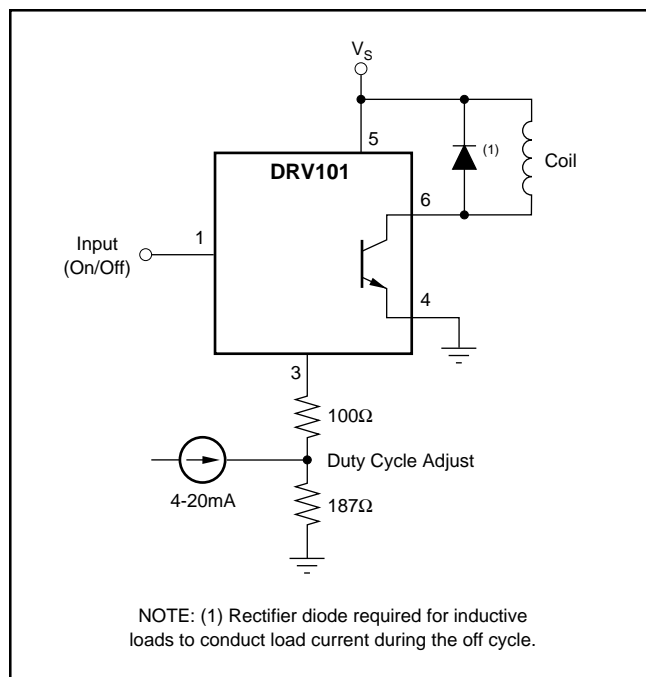 V_S
5
DRV101
(1)
Coil
6
Input
(On/Off)
1
4
3
100Ω
Duty Cycle Adjust
4-20mA
187Ω
NOTE: (1) Rectifier diode required for inductive
loads to conduct load current during the off cycle.